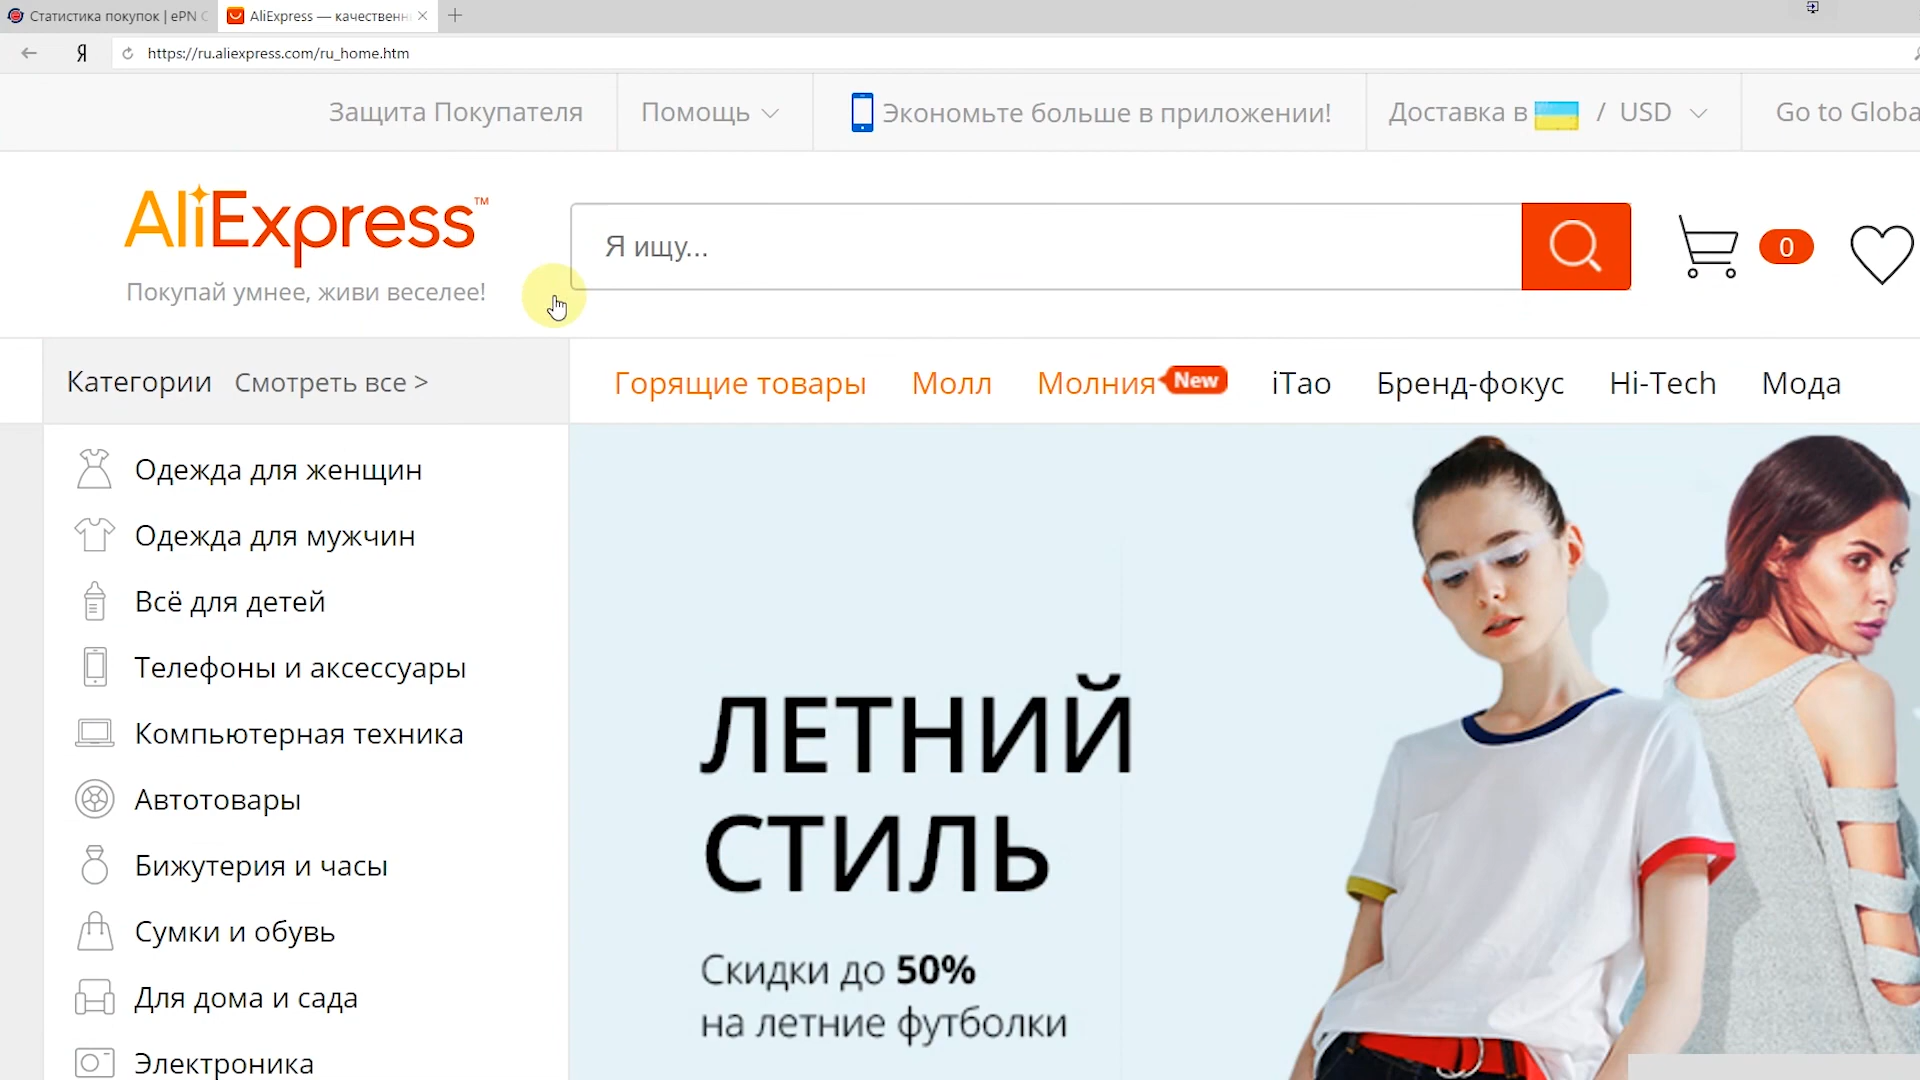 Статистика покупок | ePN C
AliExpress — качественн
Я
https://ru.aliexpress.com/ru_home.htm
Защита Покупателя
Помощь
Экономьте больше в приложении!
Доставка в / USD
Go to Globa
AliExpress™
Покупай умнее, живи веселее!
Я ищу...
0
Категории Смотреть все >
Горящие товары
Молл
Молния New
iTao
Бренд-фокус
Hi-Tech
Мода
Одежда для женщин
Одежда для мужчин
Всё для детей
Телефоны и аксессуары
Компьютерная техника
Автотовары
Бижутерия и часы
Сумки и обувь
Для дома и сада
Электроника
ЛЕТНИЙ
СТИЛЬ
Скидки до 50%
на летние футболки